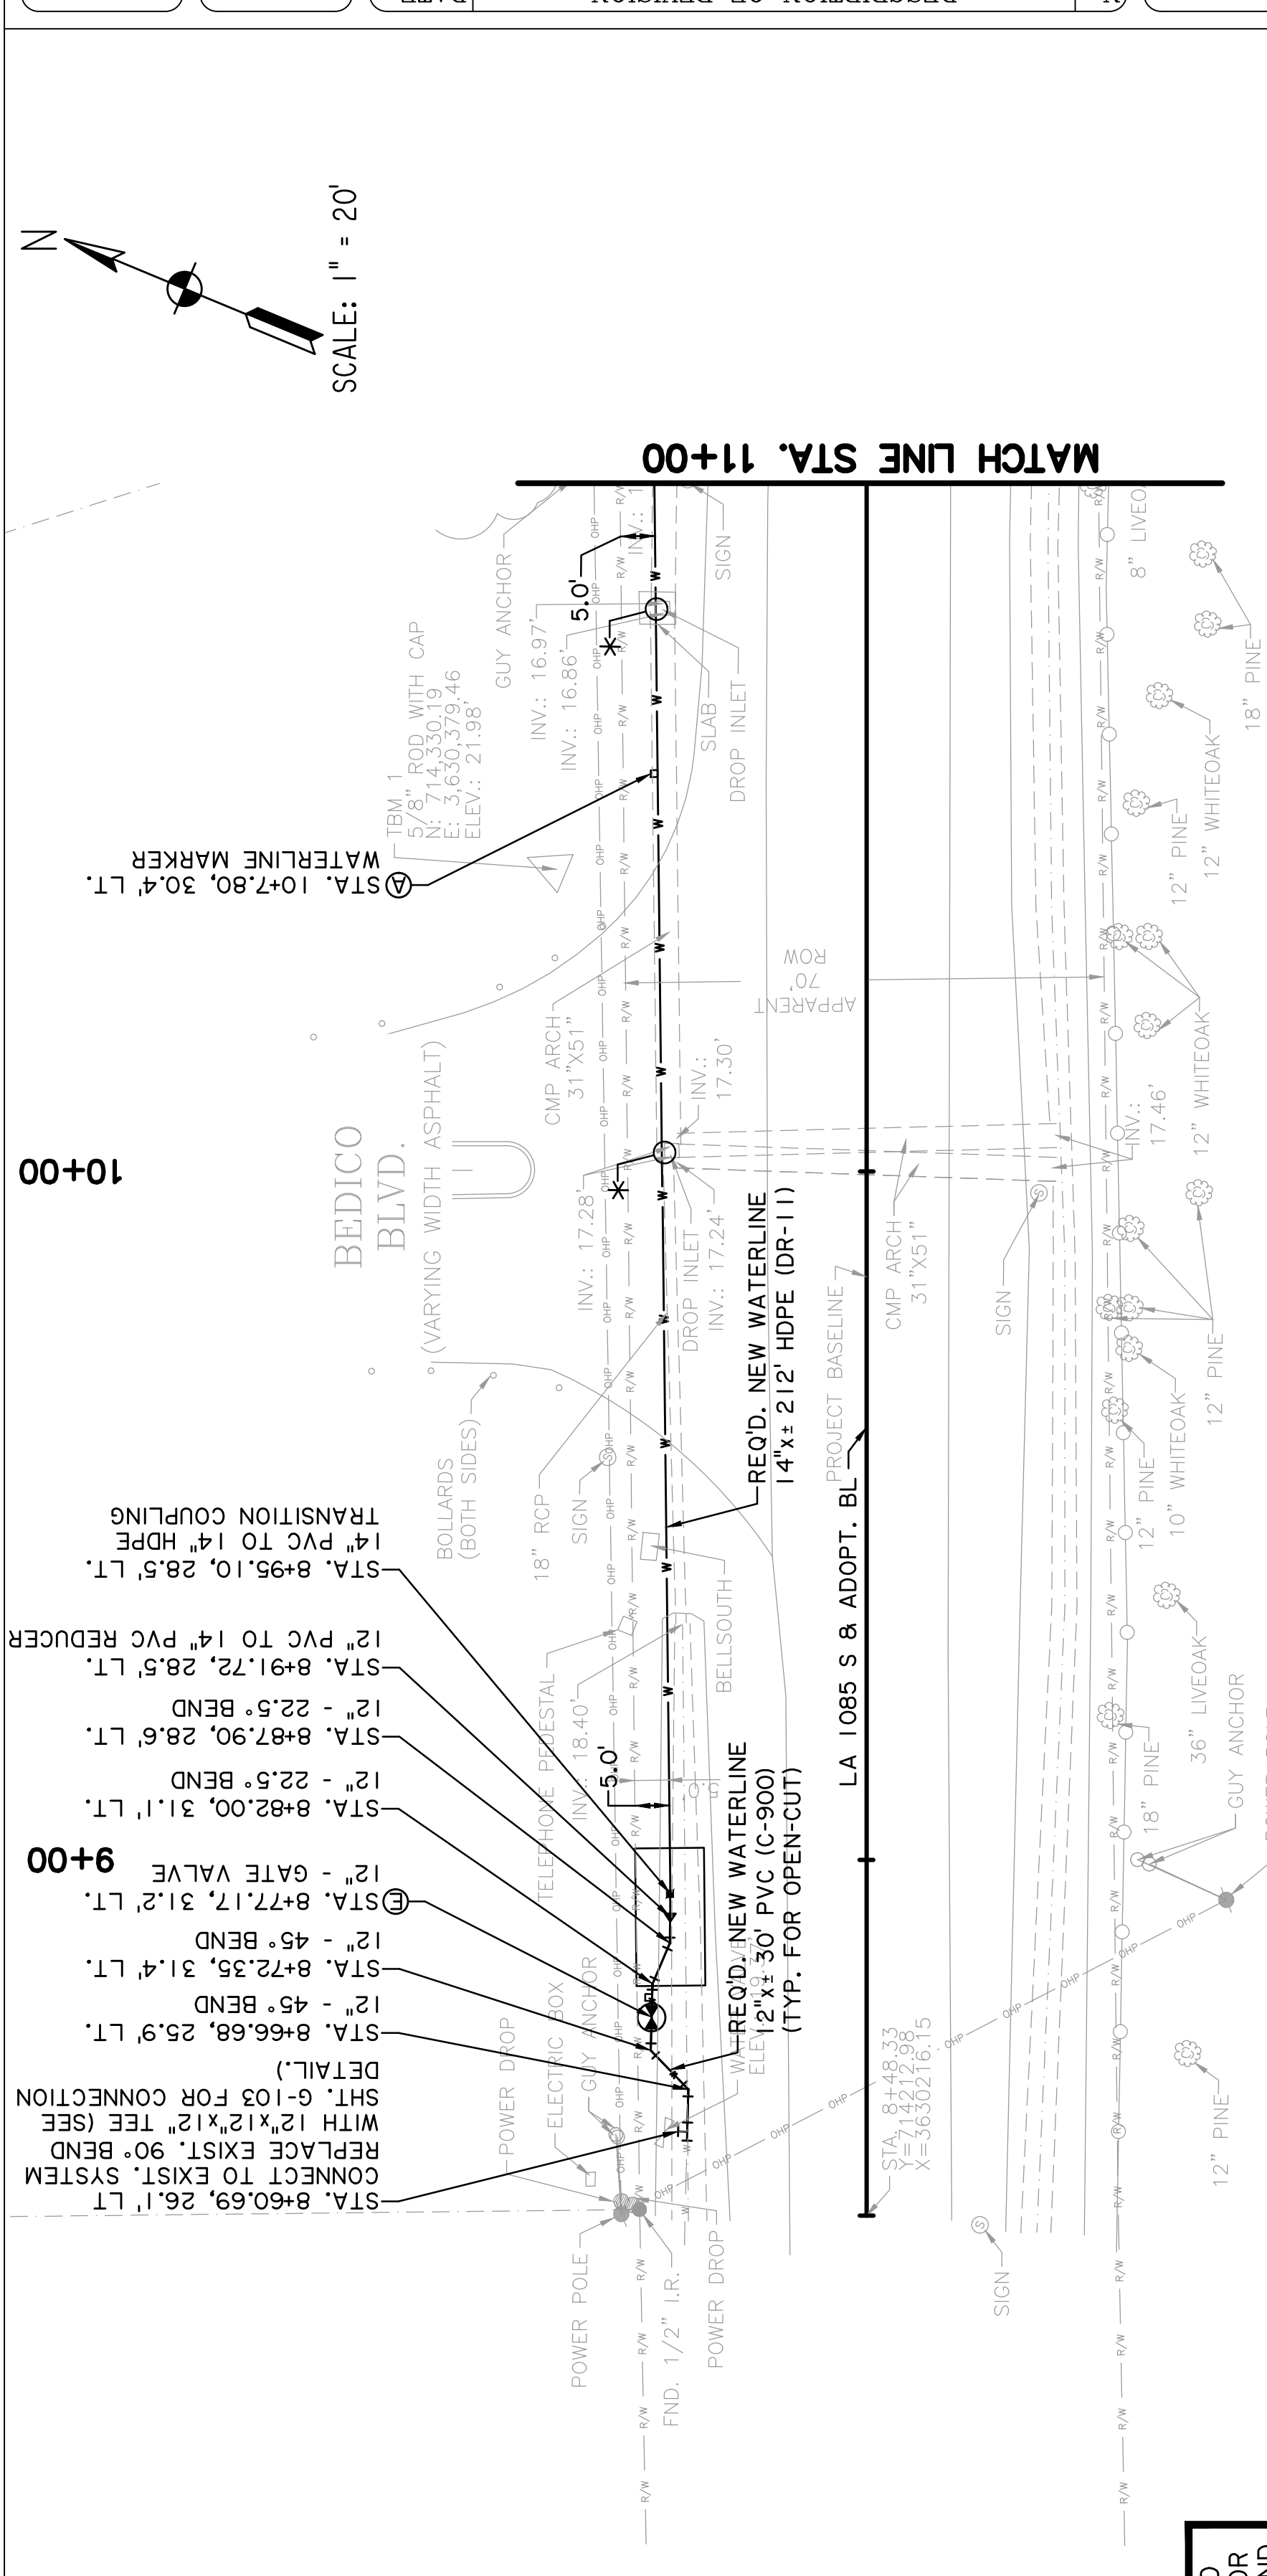 N
SCALE: 1" = 20'
MATCH LINE STA. 11+00
10+00
9+00
STA. 10+7.80, 30.4' LT.
WATERLINE MARKER
A
TBM 1
5/8" ROD WITH CAP
N: 714,330.19
E: 3,630,379.46
ELEV.: 21.98'
GUY ANCHOR
INV.: 16.97'
INV.: 16.86'
5.0'
SIGN
SLAB
DROP INLET
BEDICO
BLVD.
(VARYING WIDTH ASPHALT)
CMP ARCH
31"X51"
INV.:
17.30'
APPARENT
70'
ROW
INV.: 17.28'
DROP INLET
INV.: 17.24'
REQ'D. NEW WATERLINE
14"x± 212' HDPE (DR-11)
PROJECT BASELINE
LA 1085 S & ADOPT. BL
CMP ARCH
31"X51"
SIGN
INV.:
17.46'
BOLLARDS
(BOTH SIDES)
18" RCP
SIGN
BELLSOUTH
TELEPHONE PEDESTAL
INV.: 18.40'
5.0'
STA. 8+95.10, 28.5' LT.
14" PVC TO 14" HDPE
TRANSITION COUPLING
STA. 8+91.72, 28.5' LT.
12" PVC TO 14" PVC REDUCER
STA. 8+87.90, 28.6' LT.
12" - 22.5° BEND
STA. 8+82.00, 31.1' LT.
12" - 22.5° BEND
E
STA. 8+77.17, 31.2' LT.
12" - GATE VALVE
STA. 8+72.35, 31.4' LT.
12" - 45° BEND
STA. 8+66.68, 25.9' LT.
12" - 45° BEND
STA. 8+60.69, 26.1' LT
CONNECT TO EXIST. SYSTEM
REPLACE EXIST. 90° BEND
WITH 12"x12"x12" TEE (SEE
SHT. G-103 FOR CONNECTION
DETAIL.)
REQ'D. NEW WATERLINE
12"x± 30' PVC (C-900)
(TYP. FOR OPEN-CUT)
POWER DROP
ELECTRIC BOX
GUY ANCHOR
POWER POLE
FND. 1/2" I.R.
POWER DROP
STA. 8+48.33
Y=714212.98
X=3630216.15
SIGN
8" LIVEOA
18" PINE
12" WHITEOAK
12" PINE
12" WHITEOAK
12" PINE
10" WHITEOAK
12" PINE
36" LIVEOAK
18" PINE
GUY ANCHOR
12" PINE
OHP
R/W
W